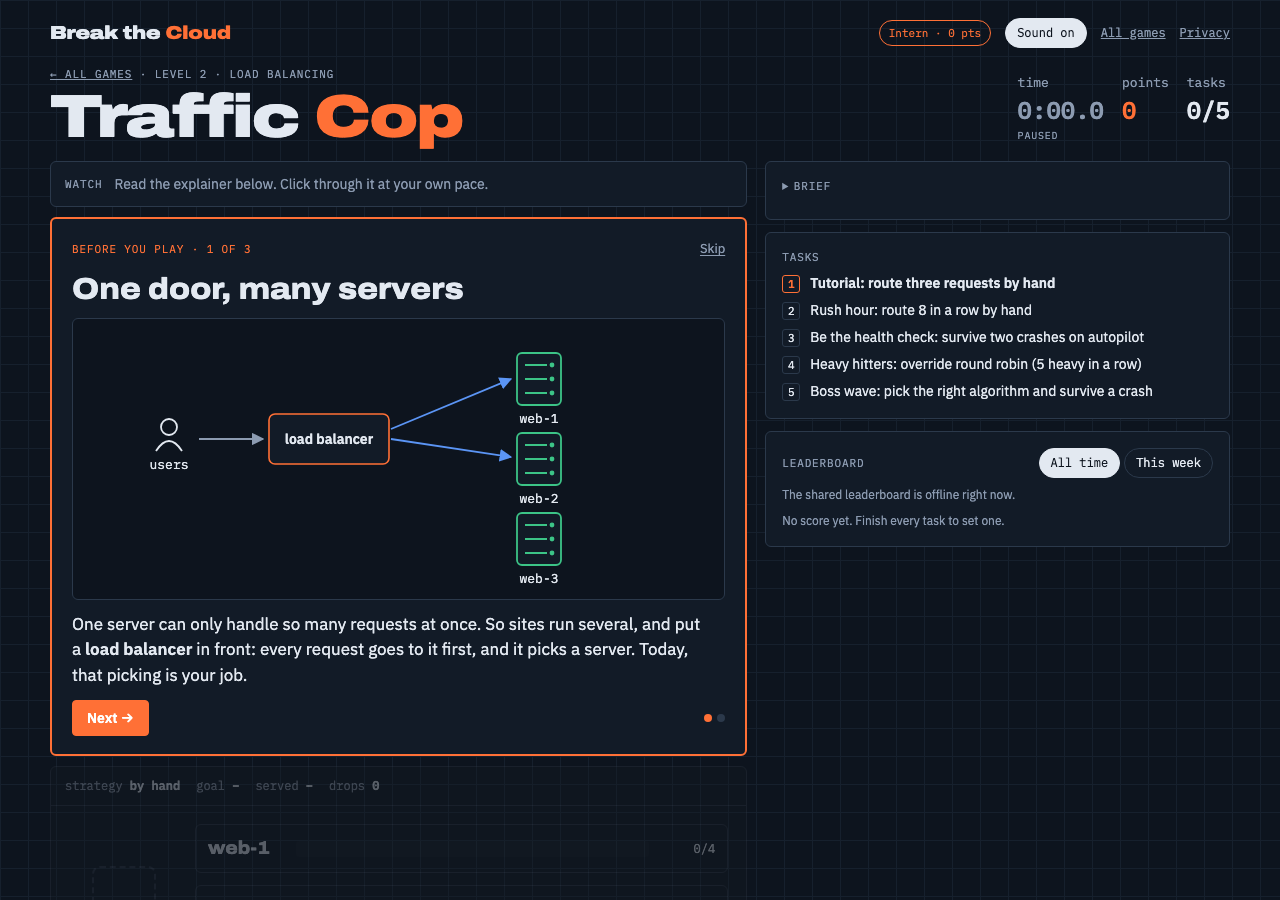 Break the Cloud
Intern · 0 pts
Sound on
All games
Privacy
← ALL GAMES · LEVEL 2 · LOAD BALANCING
Traffic Cop
time
0:00.0
PAUSED
points
0
tasks
0/5
WATCH Read the explainer below. Click through it at your own pace.
BEFORE YOU PLAY · 1 OF 3
Skip
One door, many servers
users
load balancer
web-1
web-2
web-3
One server can only handle so many requests at once. So sites run several, and put
a load balancer in front: every request goes to it first, and it picks a server. Today,
that picking is your job.
Next →
strategy by hand goal – served – drops 0
web-1
0/4
▶ BRIEF
TASKS
1 Tutorial: route three requests by hand
2 Rush hour: route 8 in a row by hand
3 Be the health check: survive two crashes on autopilot
4 Heavy hitters: override round robin (5 heavy in a row)
5 Boss wave: pick the right algorithm and survive a crash
LEADERBOARD
All time
This week
The shared leaderboard is offline right now.
No score yet. Finish every task to set one.